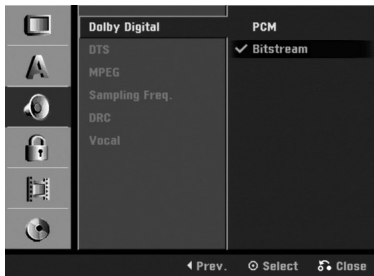 Dolby Digital
DTS
MPEG
Sampling Freq.
DRC
Vocal
PCM
✓ Bitstream
A
Prev. Select Close